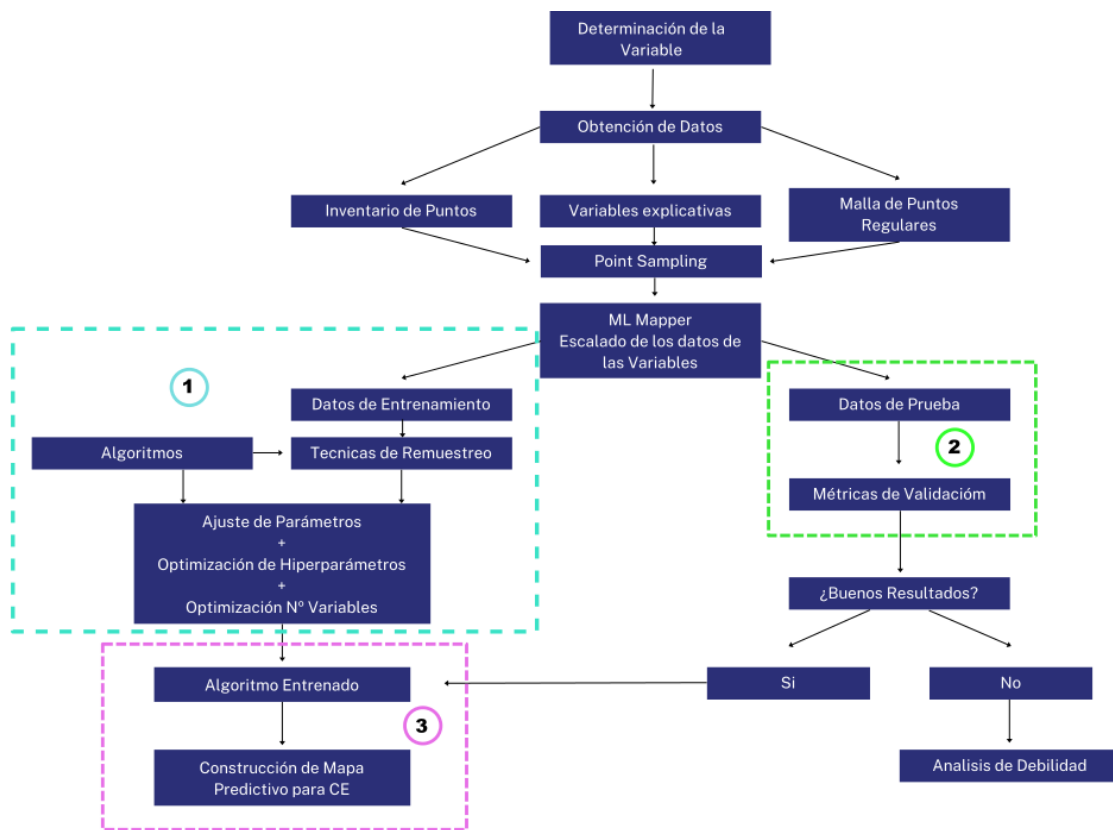 Determinación de la
Variable
Obtención de Datos
Inventario de Puntos
Variables explicativas
Malla de Puntos
Regulares
Point Sampling
ML Mapper
Escalado de los datos de
las Variables
1
Datos de Entrenamiento
Datos de Prueba
Algoritmos
Tecnicas de Remuestreo
2
Métricas de Validacióm
Ajuste de Parámetros
+
Optimización de Hiperparámetros
+
Optimización Nº Variables
¿Buenos Resultados?
Algoritmo Entrenado
Si
No
3
Construcción de Mapa
Predictivo para CE
Analisis de Debilidad